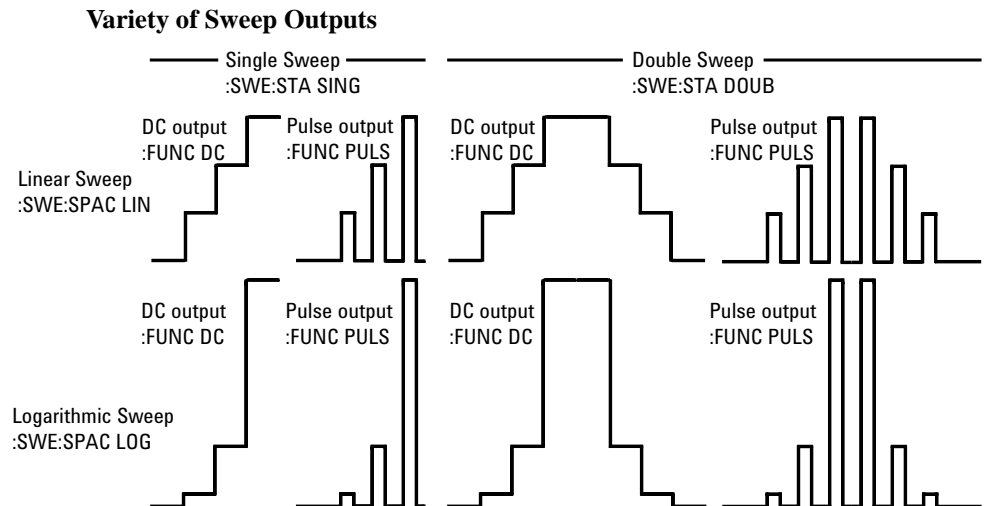 Variety of Sweep Outputs
Single Sweep
:SWE:STA SING
Double Sweep
:SWE:STA DOUB
DC output
:FUNC DC
Pulse output
:FUNC PULS
DC output
:FUNC DC
Pulse output
:FUNC PULS
Linear Sweep
:SWE:SPAC LIN
DC output
:FUNC DC
Pulse output
:FUNC PULS
DC output
:FUNC DC
Pulse output
:FUNC PULS
Logarithmic Sweep
:SWE:SPAC LOG